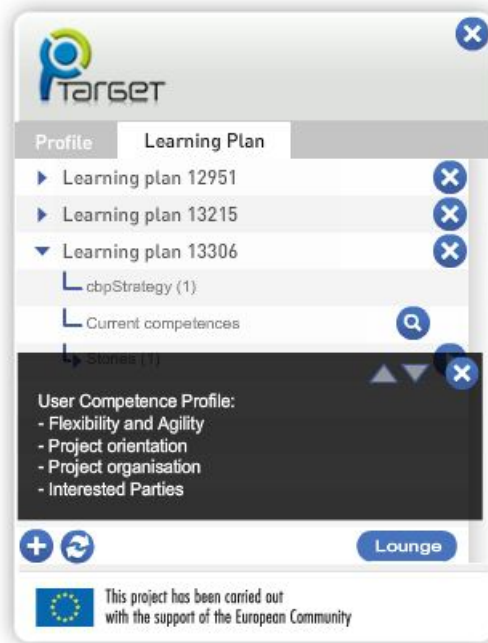 Target
Profile
Learning Plan
Learning plan 12951
Learning plan 13215
Learning plan 13306
cbpStrategy (1)
Current competences
Stories (1)
User Competence Profile:
- Flexibility and Agility
- Project orientation
- Project organisation
- Interested Parties
Lounge
This project has been carried out
with the support of the European Community